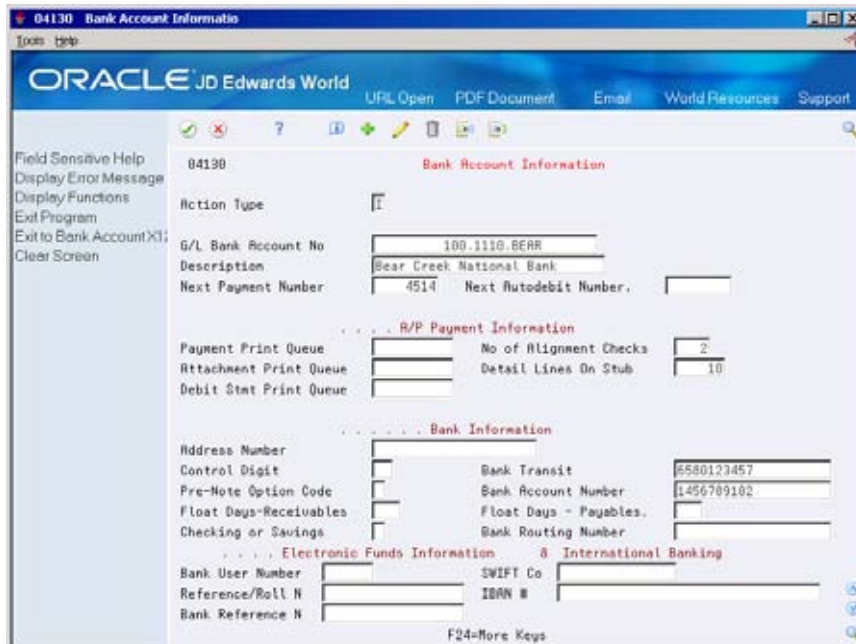 04130 Bank Account Informatio
Tools Help
ORACLE JD Edwards World
URL Open PDF Document Email World Resources Support
Field Sensitive Help
Display Error Message
Display Functions
Exit Program
Exit to Bank Account X12
Clear Screen
04130 Bank Account Information
Action Type I
G/L Bank Account No 100.1110.BEAR
Description Bear Creek National Bank
Next Payment Number 4514 Next Autodebit Number.
. . . . A/P Payment Information
Payment Print Queue No of Alignment Checks 2
Attachment Print Queue Detail Lines On Stub 10
Debit Stmt Print Queue
. . . . . . Bank Information
Address Number
Control Digit Bank Transit 6580123457
Pre-Note Option Code Bank Account Number 1456789102
Float Days-Receivables Float Days - Payables.
Checking or Savings Bank Routing Number
. . . . Electronic Funds Information & International Banking
Bank User Number SWIFT Co
Reference/Roll N IBAN #
Bank Reference N
F24=More Keys